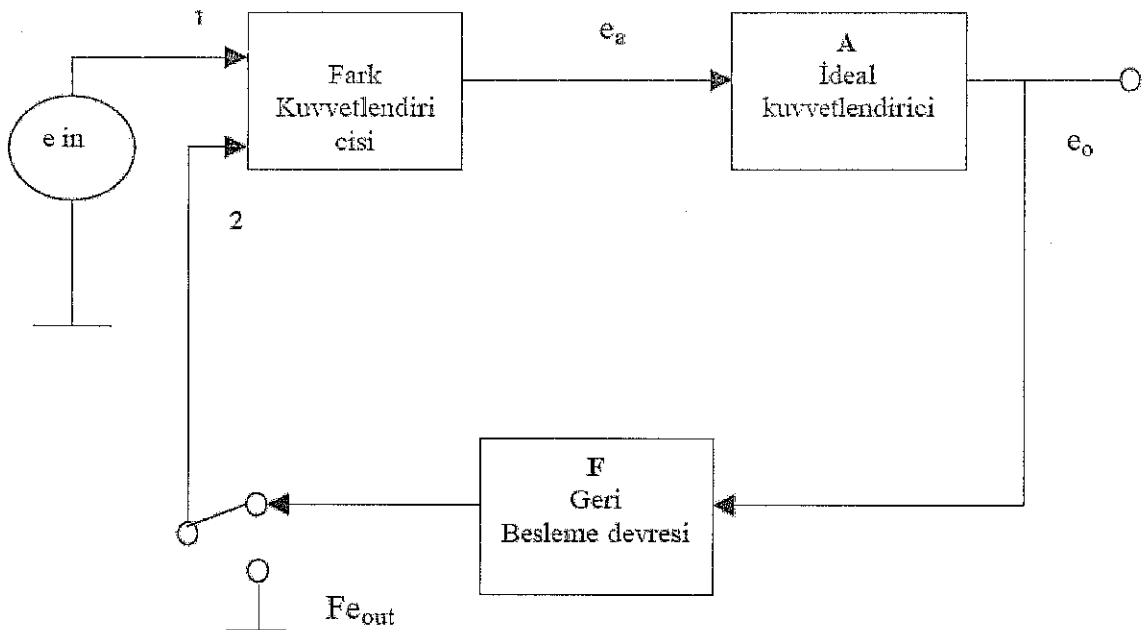 1
Fark
Kuvvetlendiri
cisi
e_a
A
İdeal
kuvvetlendirici
e in
e_o
2
F
Geri
Besleme devresi
Fe_out